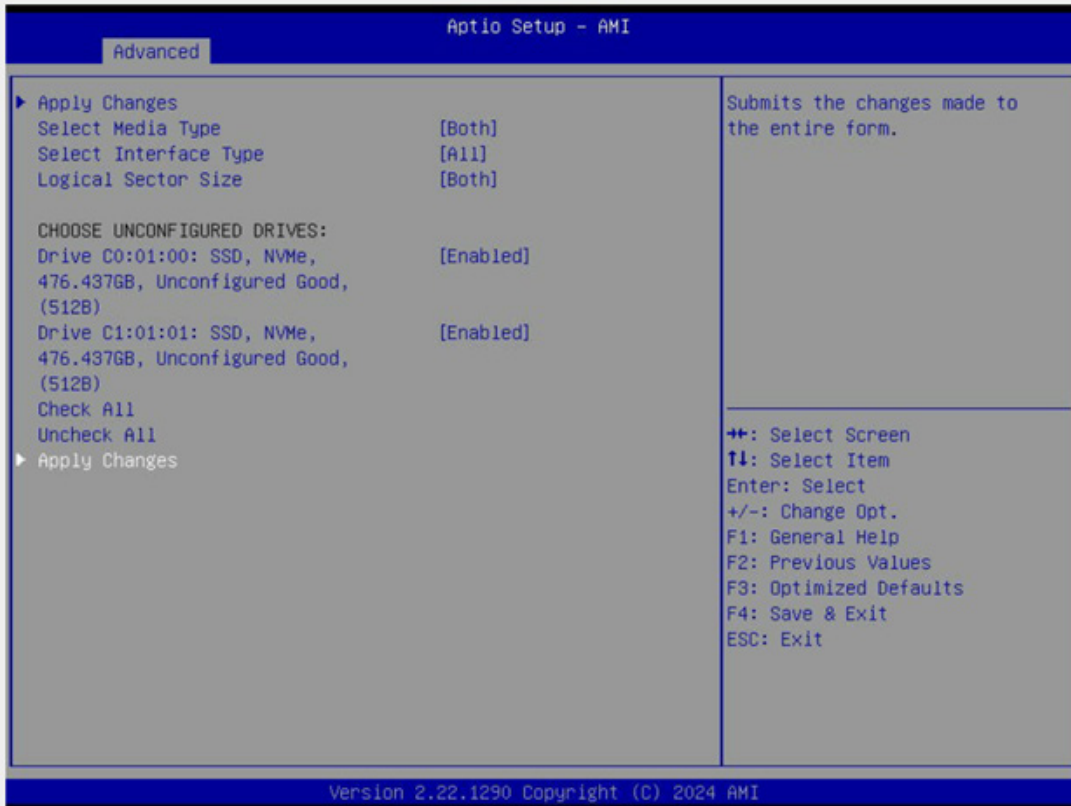 Aptio Setup – AMI
Advanced
Apply Changes
Select Media Type [Both]
Select Interface Type [All]
Logical Sector Size [Both]
CHOOSE UNCONFIGURED DRIVES:
Drive C0:01:00: SSD, NVMe, [Enabled]
476.437GB, Unconfigured Good,
(512B)
Drive C1:01:01: SSD, NVMe, [Enabled]
476.437GB, Unconfigured Good,
(512B)
Check All
Uncheck All
Apply Changes
Submits the changes made to
the entire form.
→←: Select Screen
↑↓: Select Item
Enter: Select
+/-: Change Opt.
F1: General Help
F2: Previous Values
F3: Optimized Defaults
F4: Save & Exit
ESC: Exit
Version 2.22.1290 Copyright (C) 2024 AMI